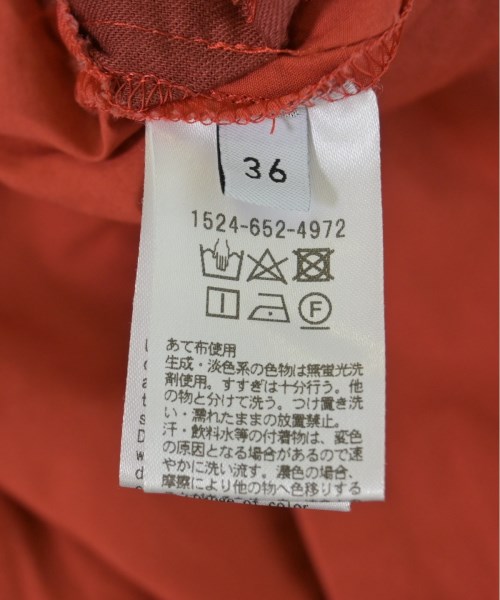 36
1524-652-4972
F
あて布使用
生成・淡色系の色物は無蛍光洗
剤使用。すすぎは十分行う。他
の物と分けて洗う。つけ置き洗
い・濡れたままの放置禁止。
汗・飲料水等の付着物は、変色
の原因となる場合があるので速
やかに洗い流す。濃色の場合、
摩擦により他の物へ色移りする
of color